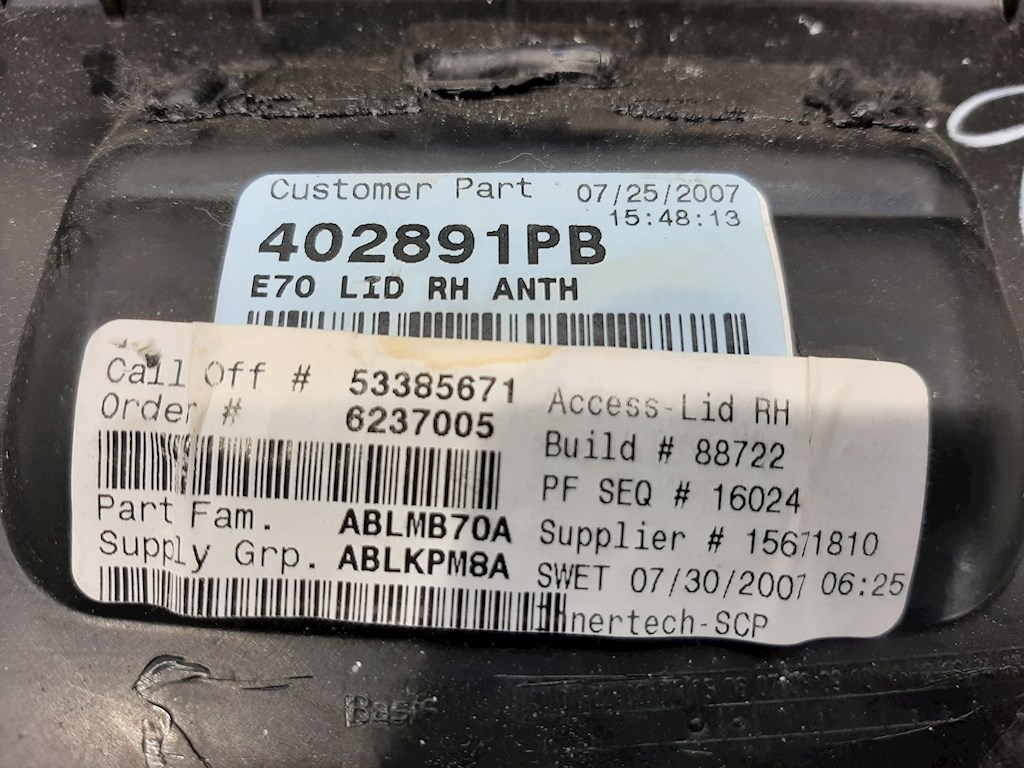 Customer Part 07/25/2007
15:48:13
402891PB
E70 LID RH ANTH
Call Off # 53385671
Order # 6237005
Part Fam. ABLMB70A
Supply Grp. ABLKPM8A
Access-Lid RH
Build # 88722
PF SEQ # 16024
Supplier # 15671810
SWET 07/30/2007 06:25
Innertech-SCP
Basis